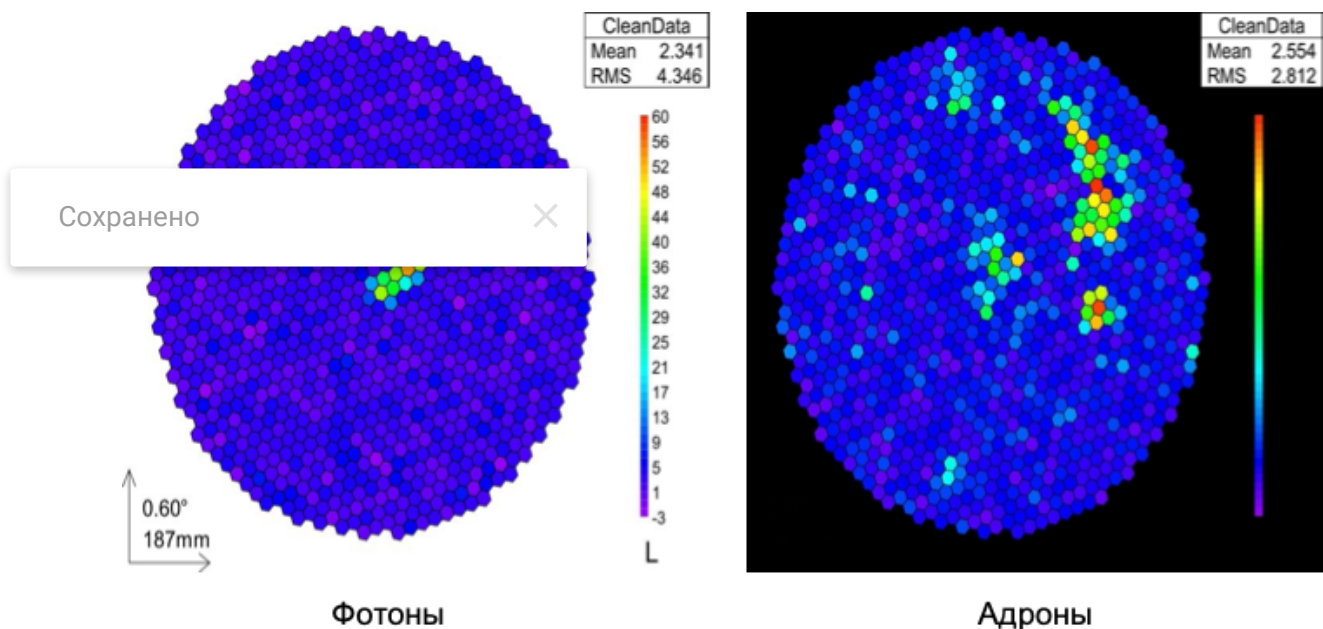 CleanData
Mean 2.341
RMS 4.346
60
56
52
48
44
40
36
32
29
25
21
17
13
9
5
1
-3
L
Сохранено
0.60°
187mm
Фотоны
CleanData
Mean 2.554
RMS 2.812
Адроны